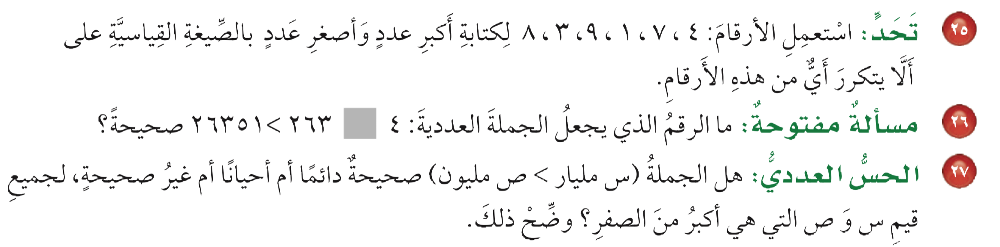 ٢٥ تَحَدٍّ: اسْتعمِلِ الأرقامَ: ٤ ، ٧ ، ١ ، ٩، ٣ ، ٨ لِكتابةِ أَكبرِ عددٍ وَأصغرِ عَددٍ بالصِّيغةِ القِياسيَّةِ على
أَلَّا يتكررَ أَيٌّ من هذهِ الأَرقامِ.
٢٦ مسألةٌ مفتوحةٌ: ما الرقمُ الذي يجعلُ الجملةَ العدديةَ: ٤ ■ ٢٦٣ > ٢٦٣٥١ صحيحةً؟
٢٧ الحسُّ العدديُّ: هل الجملةُ (س مليار > ص مليون) صحيحةٌ دائمًا أم أحيانًا أم غيرُ صحيحةٍ، لجميعِ
قيمِ س وَ ص التي هي أكبرُ منَ الصفرِ؟ وضِّحْ ذلكَ.